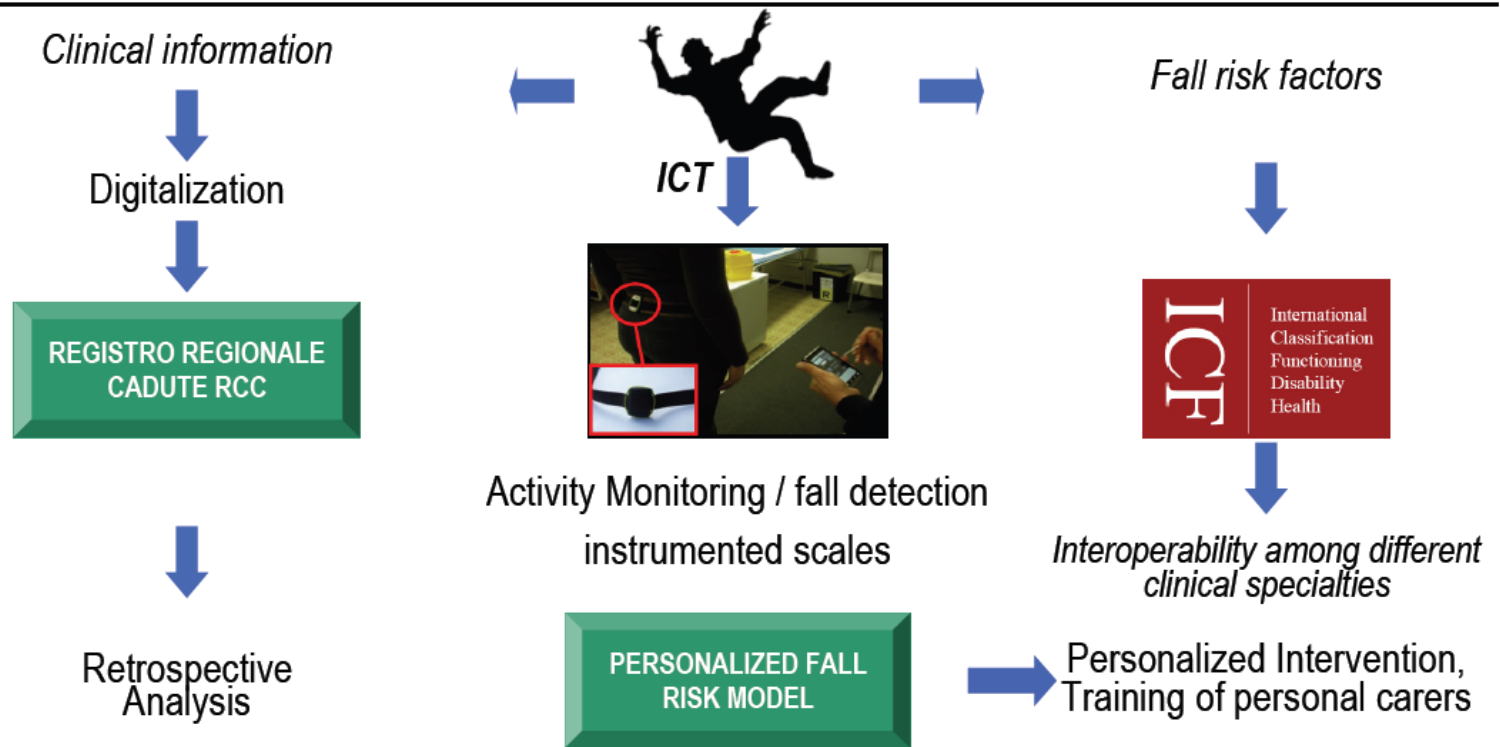 Clinical information
Digitalization
REGISTRO REGIONALE
CADUTE RCC
Retrospective
Analysis
ICT
R
Activity Monitoring / fall detection
instrumented scales
PERSONALIZED FALL
RISK MODEL
Fall risk factors
ICF
International
Classification
Functioning
Disability
Health
Interoperability among different
clinical specialties
Personalized Intervention,
Training of personal carers